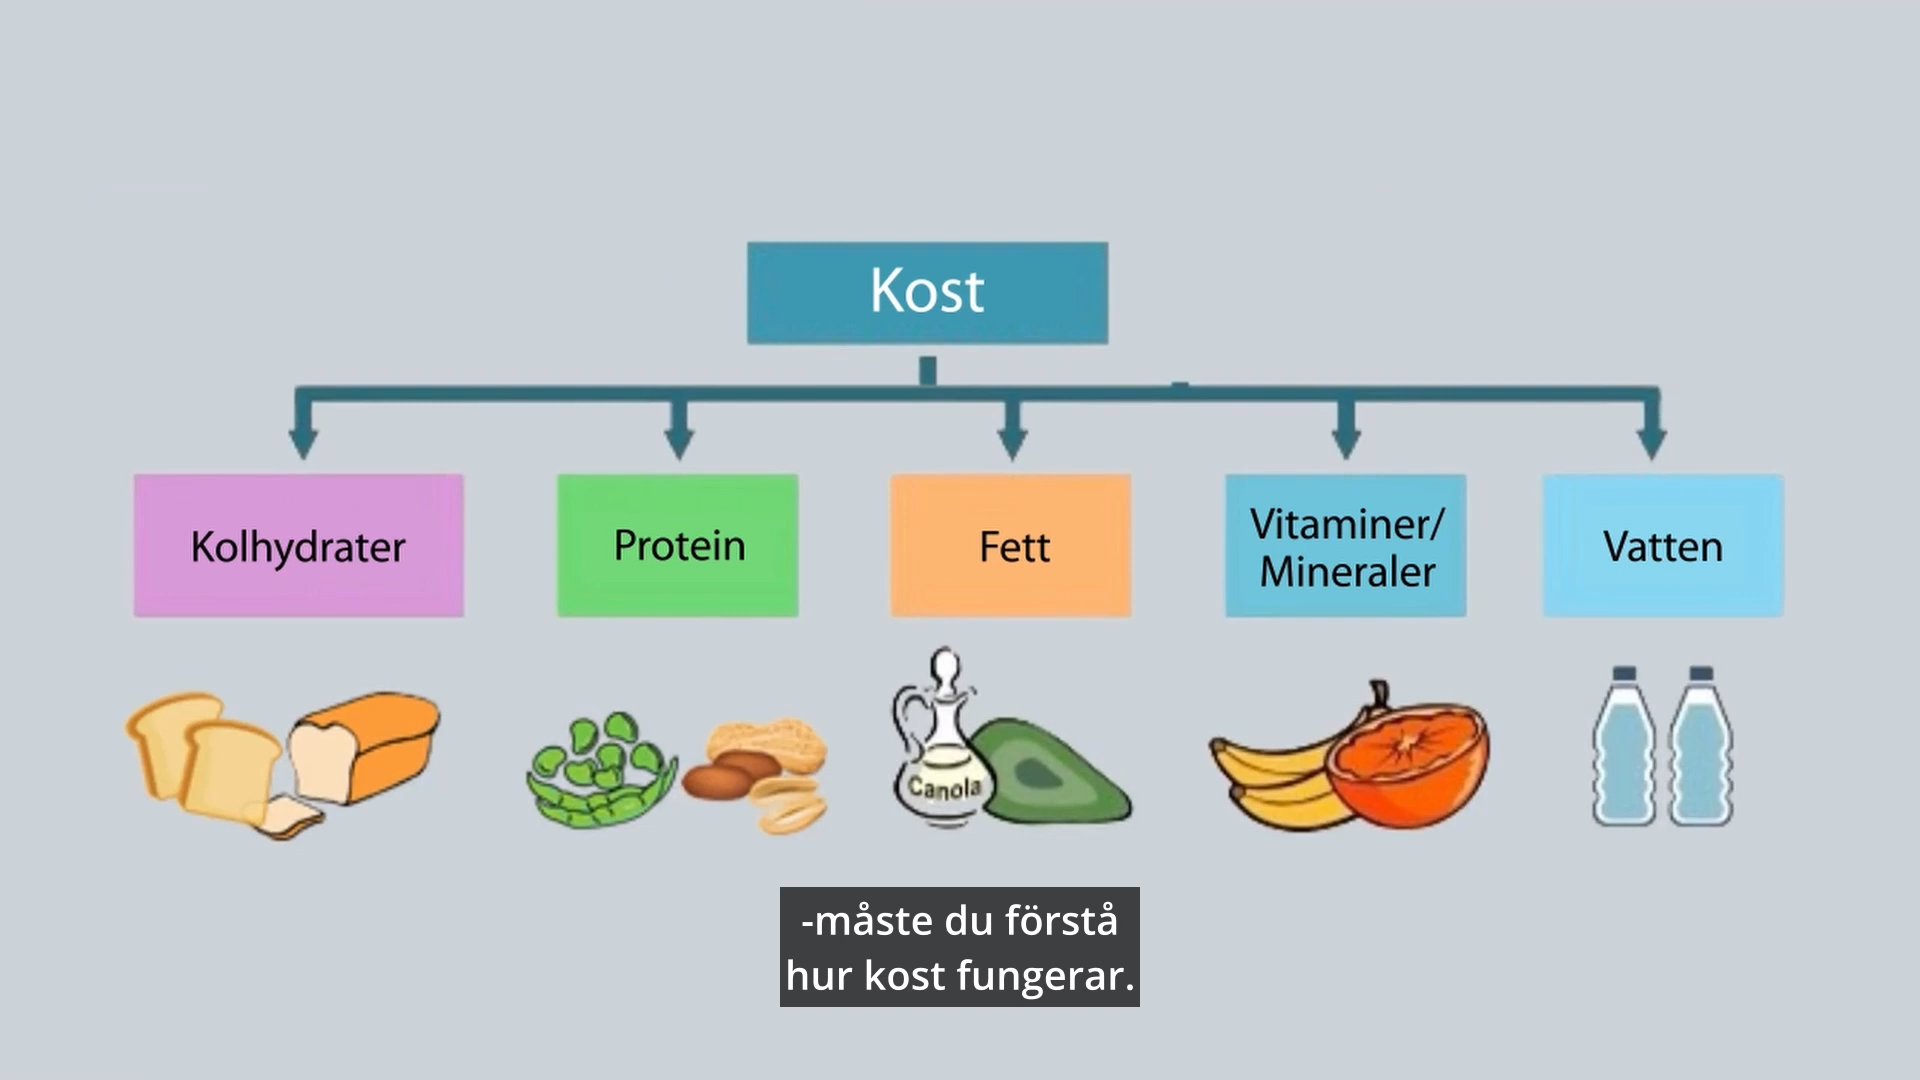 Kost
Kolhydrater
Protein
Fett
Vitaminer/
Mineraler
Vatten
Canola
-måste du förstå
hur kost fungerar.